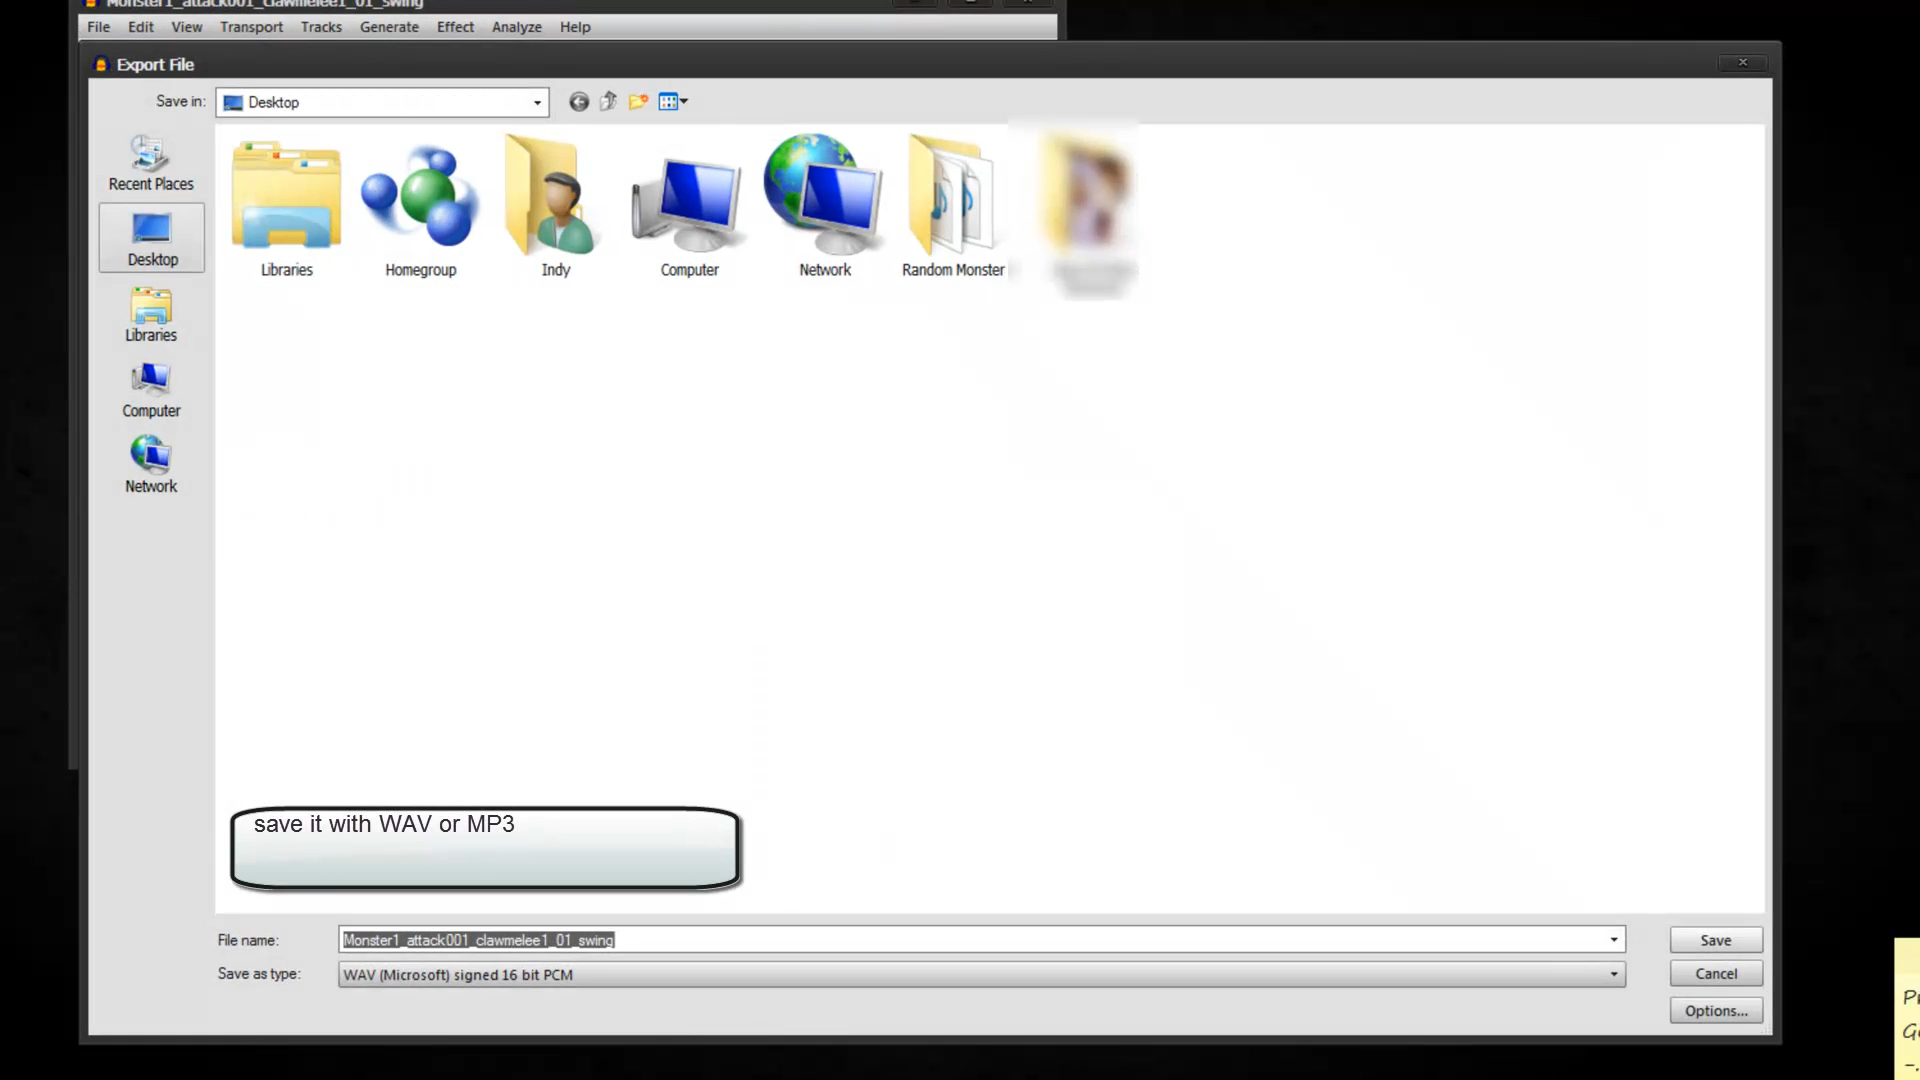 Monster1_attack001_clawmelee1_01_swing
File Edit View Transport Tracks Generate Effect Analyze Help
Export File
Save in: Desktop
Recent Places
Desktop
Libraries
Computer
Network
Libraries Homegroup Indy Computer Network Random Monster
save it with WAV or MP3
File name: Monster1_attack001_clawmelee1_01_swing Save
Save as type: WAV (Microsoft) signed 16 bit PCM Cancel
Options...